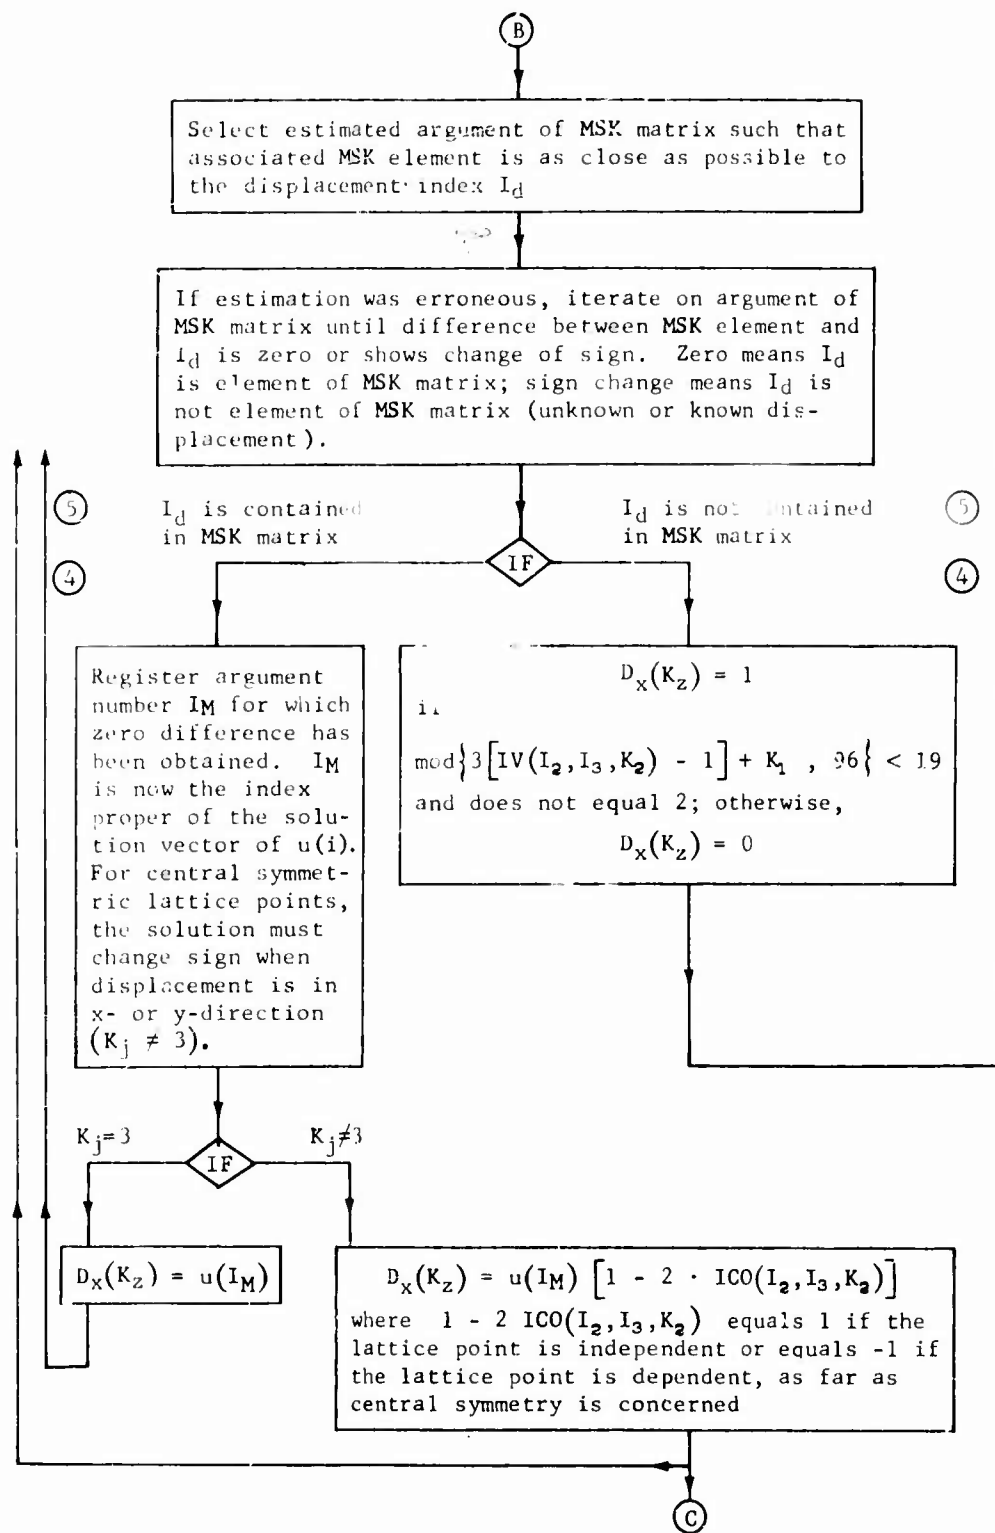 B
Select estimated argument of MSK matrix such that
associated MSK element is as close as possible to
the displacement index I_d
If estimation was erroneous, iterate on argument of
MSK matrix until difference between MSK element and
I_d is zero or shows change of sign. Zero means I_d
is element of MSK matrix; sign change means I_d is
not element of MSK matrix (unknown or known dis-
placement).
5
I_d is contained
in MSK matrix
I_d is not contained
in MSK matrix
5
4
IF
4
Register argument
number I_M for which
zero difference has
been obtained. I_M
is now the index
proper of the solu-
tion vector of u(i).
For central symmet-
ric lattice points,
the solution must
change sign when
displacement is in
x- or y-direction
(K_j ≠ 3).
D_x(K_z) = 1
mod{3[IV(I_2,I_3,K_2) - 1] + K_1 , 96} < 19
and does not equal 2; otherwise,
D_x(K_z) = 0
K_j=3
K_j≠3
IF
D_x(K_z) = u(I_M)
D_x(K_z) = u(I_M) [1 - 2 · ICO(I_2,I_3,K_2)]
where 1 - 2 ICO(I_2,I_3,K_2) equals 1 if the
lattice point is independent or equals -1 if
the lattice point is dependent, as far as
central symmetry is concerned
C